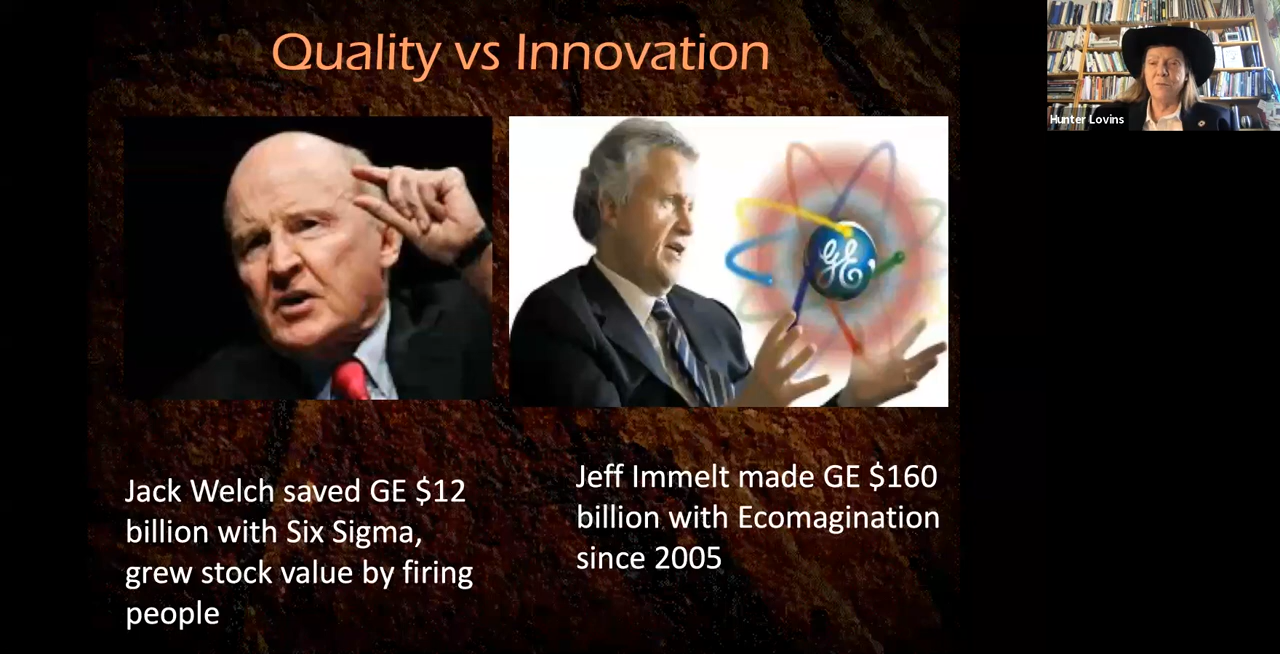 Quality vs Innovation
Hunter Lovins
GE
Jack Welch saved GE $12
billion with Six Sigma,
grew stock value by firing
people
Jeff Immelt made GE $160
billion with Ecomagination
since 2005